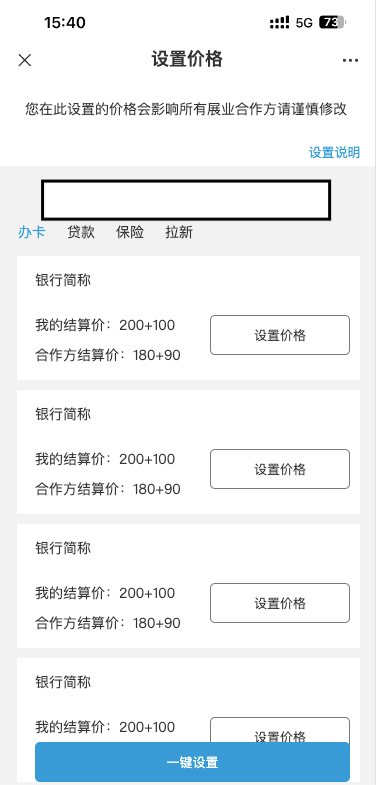 15:40 5G 73
设置价格
您在此设置的价格会影响所有展业合作方请谨慎修改
设置说明
办卡 贷款 保险 拉新
银行简称
我的结算价：200+100
设置价格
合作方结算价：180+90
银行简称
我的结算价：200+100
设置价格
合作方结算价：180+90
银行简称
我的结算价：200+100
设置价格
合作方结算价：180+90
银行简称
我的结算价：200+100
设置价格
一键设置